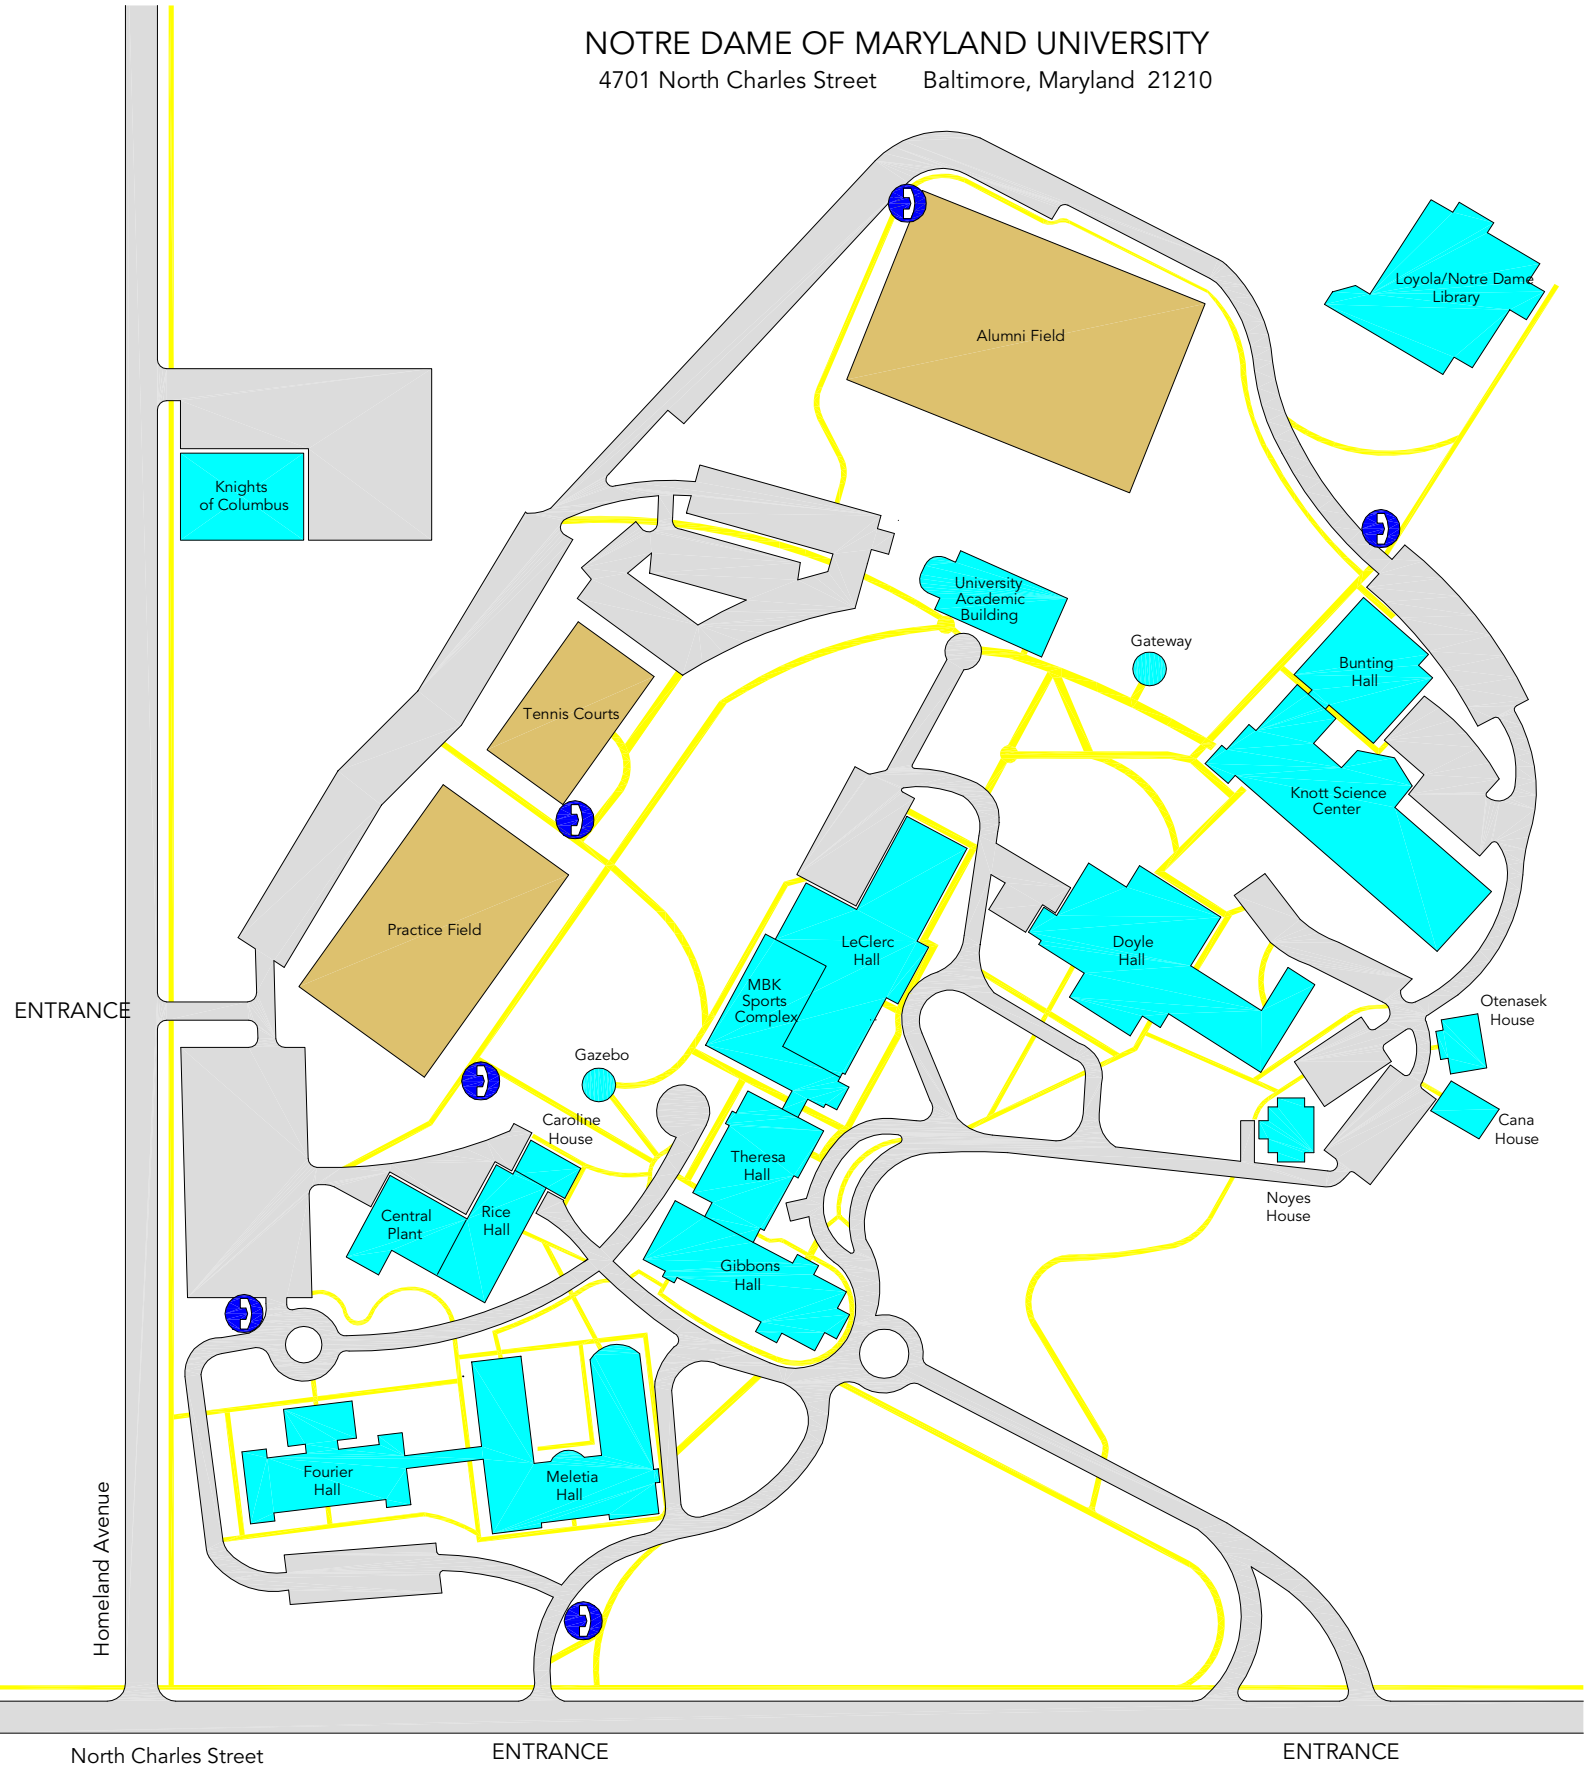 NOTRE DAME OF MARYLAND UNIVERSITY
4701 North Charles Street Baltimore, Maryland 21210
Loyola/Notre Dame
Library
Alumni Field
Knights
of Columbus
University
Academic
Building
Gateway
Bunting
Hall
Tennis Courts
Knott Science
Center
Practice Field
LeClerc
Hall
Doyle
Hall
MBK
Sports
Complex
ENTRANCE
Otenasek
House
Gazebo
Caroline
House
Cana
House
Theresa
Hall
Noyes
House
Central
Plant
Rice
Hall
Gibbons
Hall
Fourier
Hall
Meletia
Hall
Homeland Avenue
North Charles Street
ENTRANCE
ENTRANCE